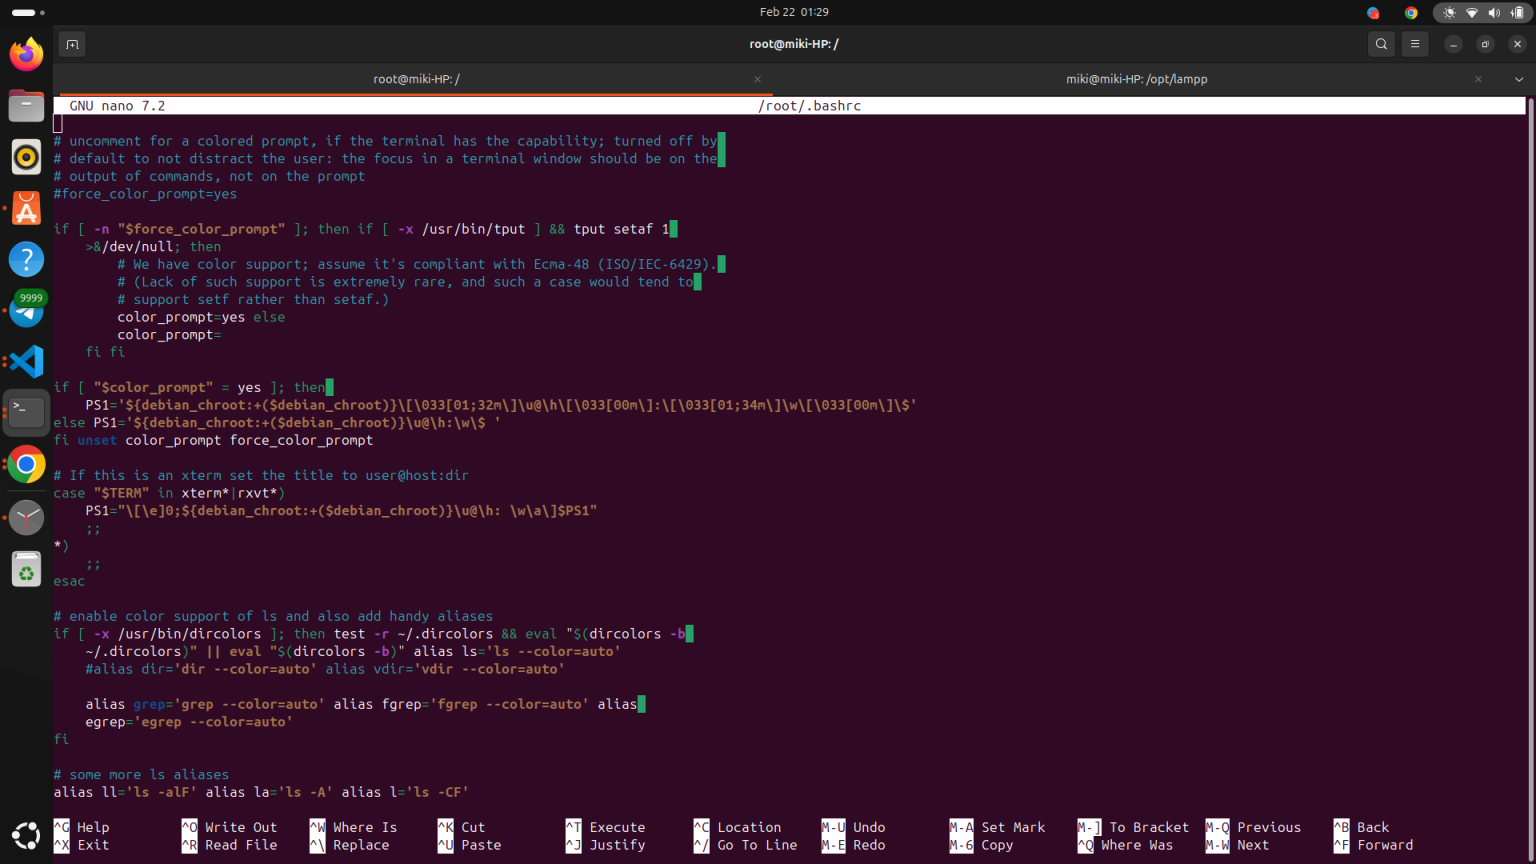 Feb 22 01:29
root@miki-HP: /
root@miki-HP: /
miki@miki-HP: /opt/lampp
GNU nano 7.2 /root/.bashrc
# uncomment for a colored prompt, if the terminal has the capability; turned off by
# default to not distract the user: the focus in a terminal window should be on the
# output of commands, not on the prompt
#force_color_prompt=yes
if [ -n "$force_color_prompt" ]; then if [ -x /usr/bin/tput ] && tput setaf 1
>&/dev/null; then
# We have color support; assume it's compliant with Ecma-48 (ISO/IEC-6429).
# (Lack of such support is extremely rare, and such a case would tend to
# support setf rather than setaf.)
color_prompt=yes else
color_prompt=
fi fi
if [ "$color_prompt" = yes ]; then
PS1='${debian_chroot:+($debian_chroot)}\[\033[01;32m\]\u@\h\[\033[00m\]:\[\033[01;34m\]\w\[\033[00m\]\$'
else PS1='${debian_chroot:+($debian_chroot)}\u@\h:\w\$ '
fi unset color_prompt force_color_prompt
# If this is an xterm set the title to user@host:dir
case "$TERM" in xterm*|rxvt*)
PS1="\[\e]0;${debian_chroot:+($debian_chroot)}\u@\h: \w\a\]$PS1"
;;
*)
;;
esac
# enable color support of ls and also add handy aliases
if [ -x /usr/bin/dircolors ]; then test -r ~/.dircolors && eval "$(dircolors -b
~/.dircolors)" || eval "$(dircolors -b)" alias ls='ls --color=auto'
#alias dir='dir --color=auto' alias vdir='vdir --color=auto'
alias grep='grep --color=auto' alias fgrep='fgrep --color=auto' alias
egrep='egrep --color=auto'
fi
# some more ls aliases
alias ll='ls -alF' alias la='ls -A' alias l='ls -CF'
^G Help ^O Write Out ^W Where Is ^K Cut ^T Execute ^C Location M-U Undo M-A Set Mark M-] To Bracket M-Q Previous ^B Back
^X Exit ^R Read File ^\ Replace ^U Paste ^J Justify ^/ Go To Line M-E Redo M-6 Copy ^Q Where Was M-W Next ^F Forward
9999